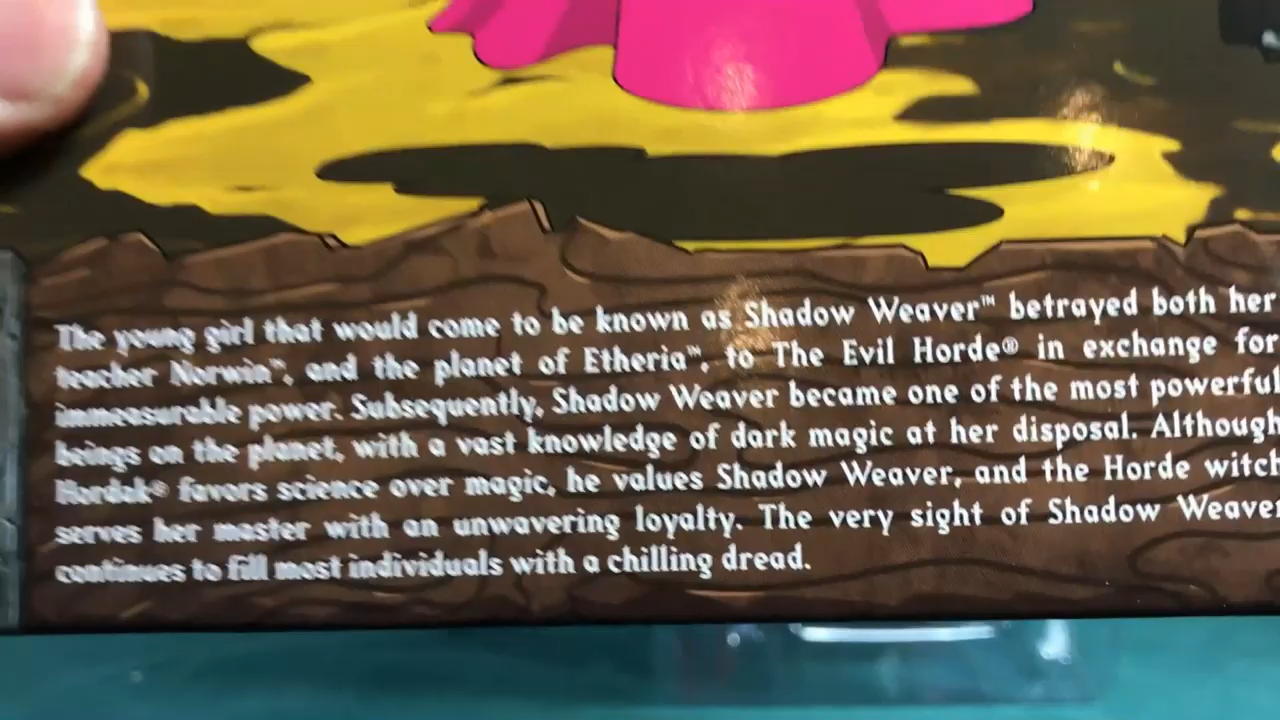 The young girl that would come to be known as Shadow Weaver™ betrayed both her
teacher Norwin™, and the planet of Etheria™, to The Evil Horde® in exchange for
immeasurable power. Subsequently, Shadow Weaver became one of the most powerful
beings on the planet, with a vast knowledge of dark magic at her disposal. Although
Hordak® favors science over magic, he values Shadow Weaver, and the Horde witch
serves her master with an unwavering loyalty. The very sight of Shadow Weaver
continues to fill most individuals with a chilling dread.